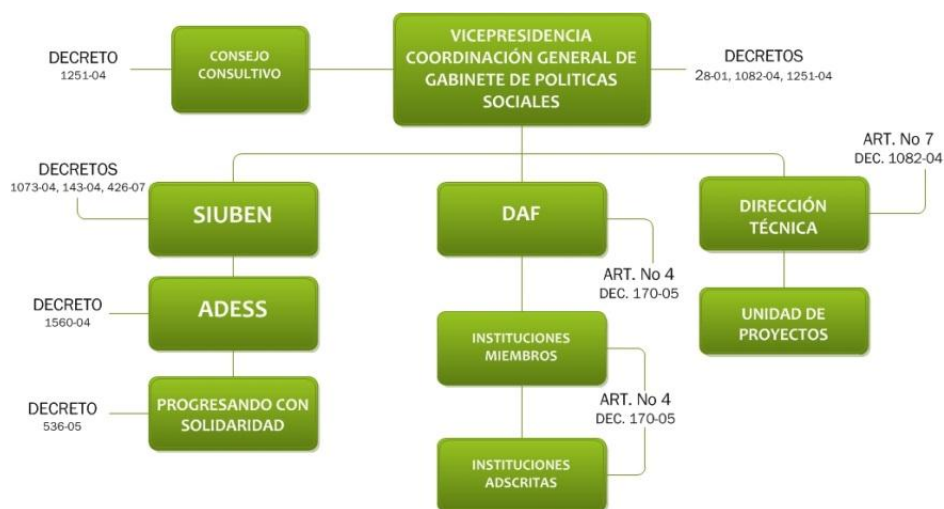 DECRETO
1251-04
CONSEJO
CONSULTIVO
VICEPRESIDENCIA
COORDINACIÓN GENERAL DE
GABINETE DE POLITICAS
SOCIALES
DECRETOS
28-01, 1082-04, 1251-04
ART. No 7
DEC. 1082-04
DECRETOS
1073-04, 143-04, 426-07
SIUBEN
DAF
DIRECCIÓN
TÉCNICA
ART. No 4
DEC. 170-05
DECRETO
1560-04
ADESS
UNIDAD DE
PROYECTOS
INSTITUCIONES
MIEMBROS
DECRETO
536-05
PROGRESANDO CON
SOLIDARIDAD
ART. No 4
DEC. 170-05
INSTITUCIONES
ADSCRITAS